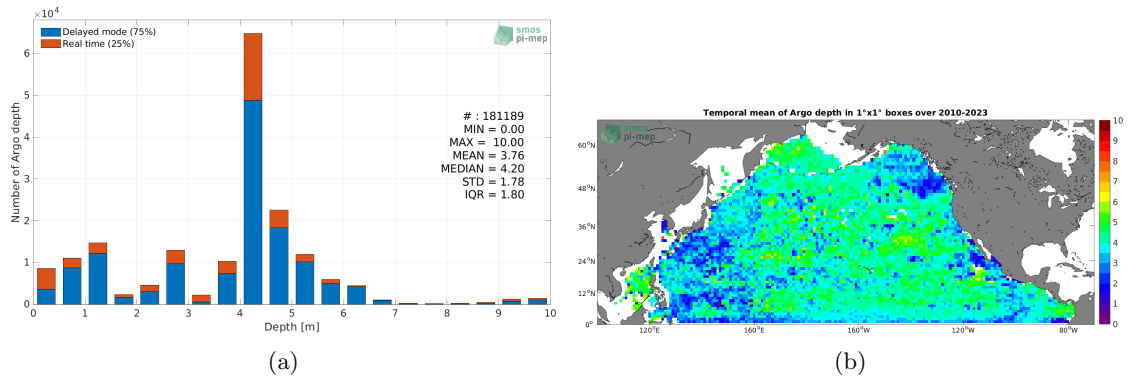 ×10⁴
Delayed mode (75%)
Real time (25%)
smos
pi-mep
# : 181189
MIN = 0.00
MAX = 10.00
MEAN = 3.76
MEDIAN = 4.20
STD = 1.78
IQR = 1.80
Number of Argo depth
6
5
4
3
2
1
0
0 1 2 3 4 5 6 7 8 9 10
Depth [m]
(a)
Temporal mean of Argo depth in 1°x1° boxes over 2010-2023
smos
pi-mep
60°N
48°N
36°N
24°N
12°N
0°
120°E 160°E 160°W 120°W 80°W
10
9
8
7
6
5
4
3
2
1
0
(b)